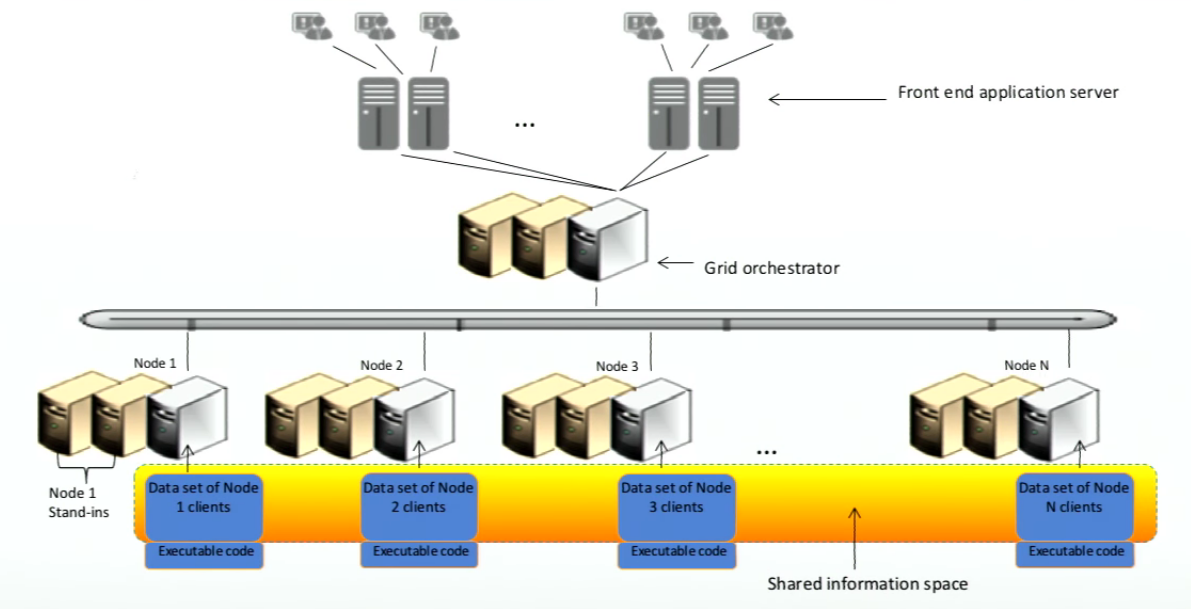 Front end application server
...
Grid orchestrator
Node 1
Node 2
Node 3
Node N
...
Node 1
Stand-ins
Data set of Node
1 clients
Data set of Node
2 clients
Data set of Node
3 clients
Data set of Node
N clients
Executable code
Executable code
Executable code
Executable code
Shared information space